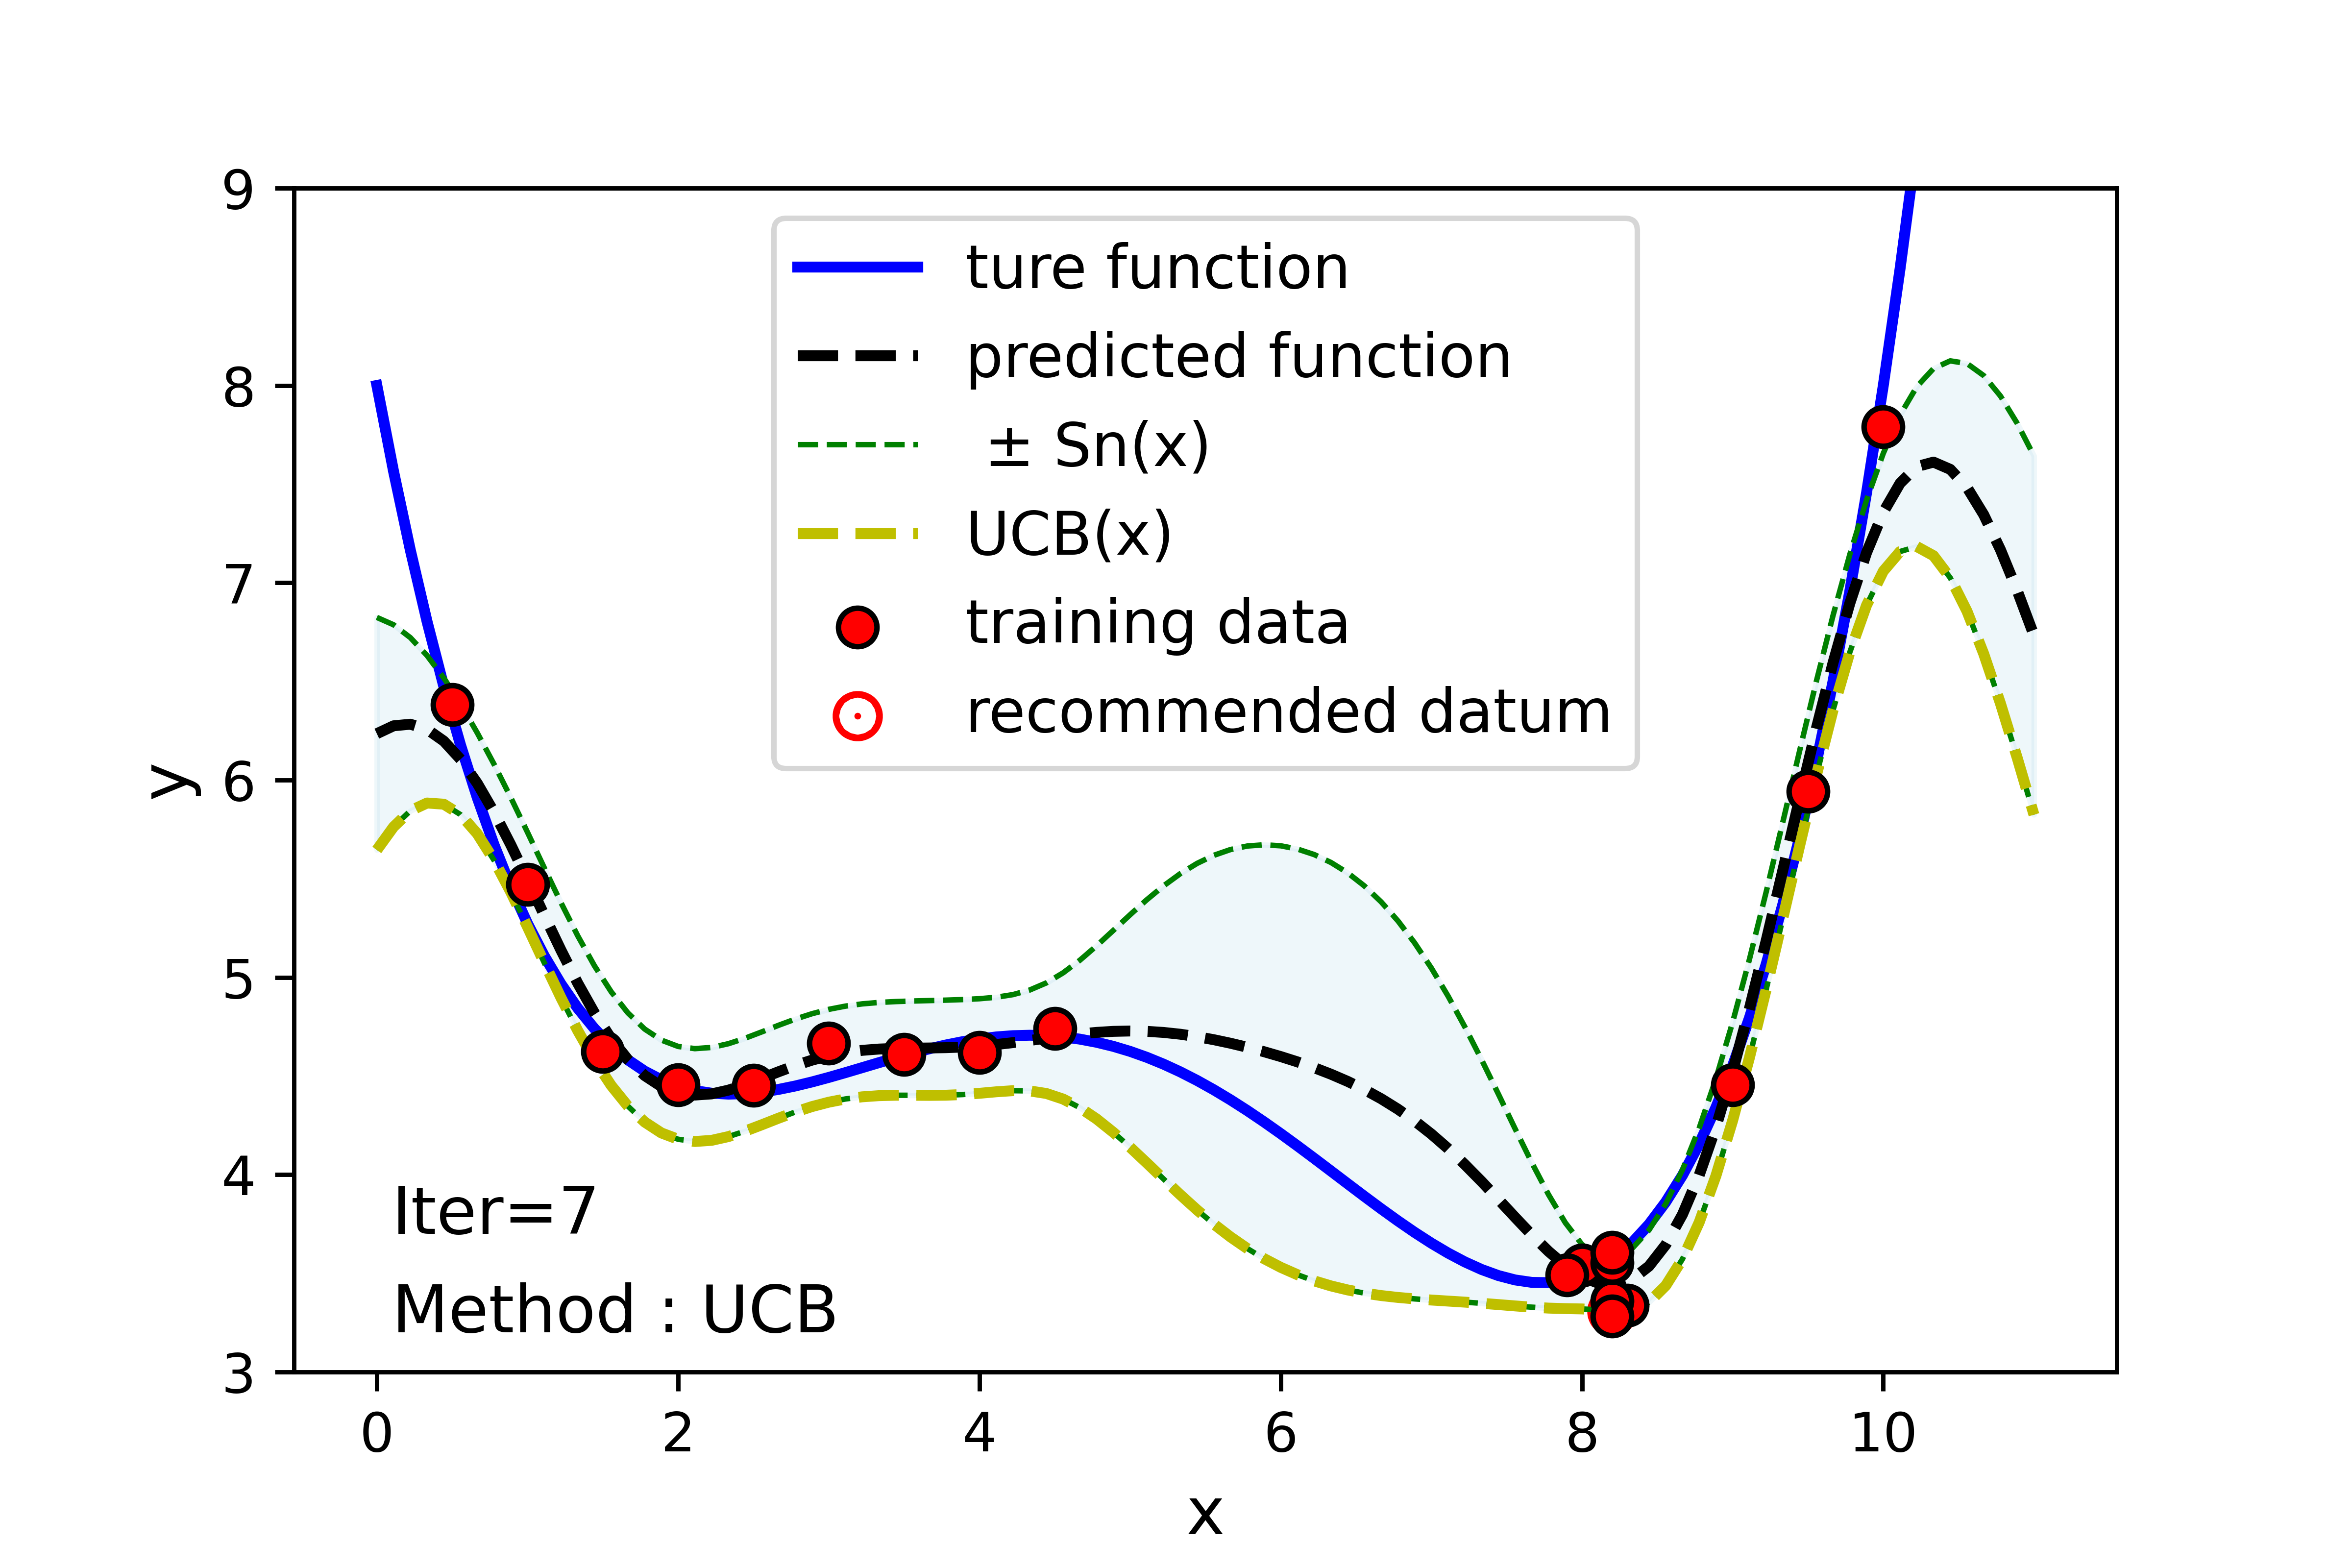 9
8
7
6
5
4
3
y
ture function
predicted function
± Sn(x)
UCB(x)
training data
recommended datum
Iter=7
Method : UCB
0 2 4 6 8 10
x